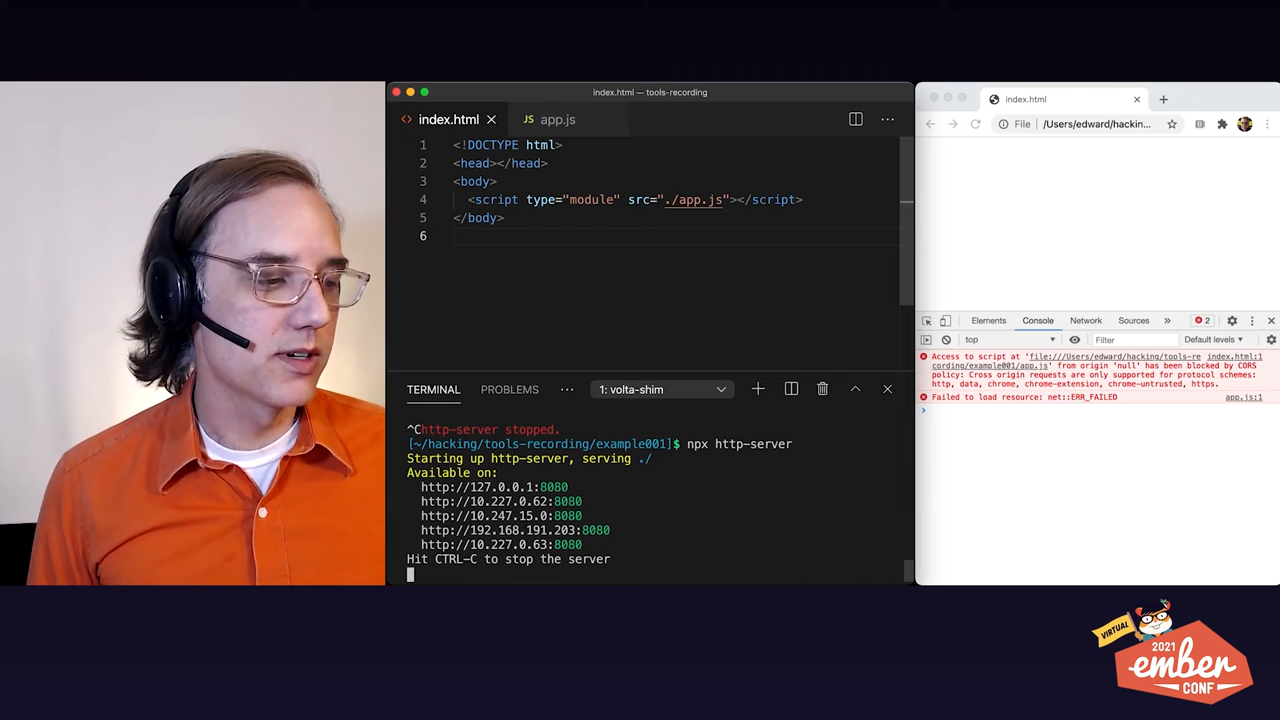 index.html — tools-recording
index.html
JS app.js
1 <!DOCTYPE html>
2 <head></head>
3 <body>
4 <script type="module" src="./app.js"></script>
5 </body>
6
TERMINAL PROBLEMS 1: volta-shim
^Chttp-server stopped.
[~/hacking/tools-recording/example001]$ npx http-server
Starting up http-server, serving ./
Available on:
http://127.0.0.1:8080
http://10.227.0.62:8080
http://10.247.15.0:8080
http://192.168.191.203:8080
http://10.227.0.63:8080
Hit CTRL-C to stop the server
index.html
File /Users/edward/hackin...
Elements Console Network Sources » 2
top Filter Default levels
Access to script at 'file:///Users/edward/hacking/tools-re index.html:1
cording/example001/app.js' from origin 'null' has been blocked by CORS
policy: Cross origin requests are only supported for protocol schemes:
http, data, chrome, chrome-extension, chrome-untrusted, https.
Failed to load resource: net::ERR_FAILED app.js:1
VIRTUAL
2021
ember
CONF